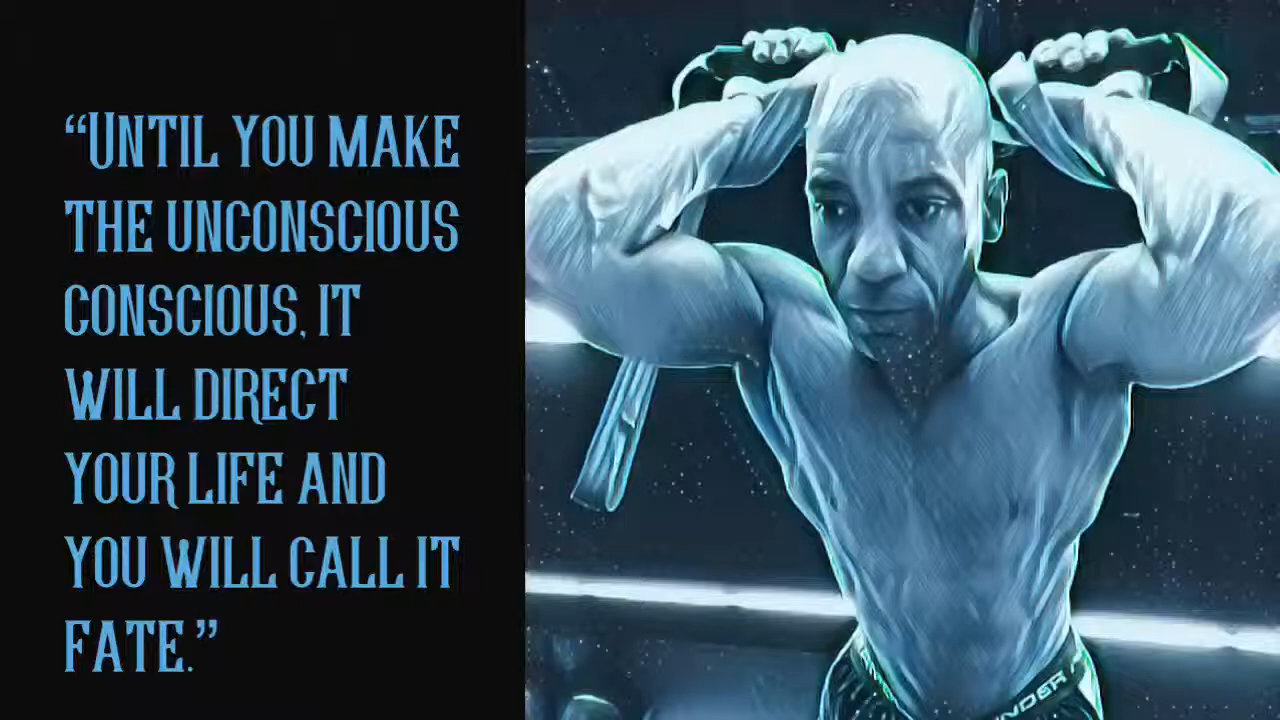 “UNTIL YOU MAKE
THE UNCONSCIOUS
CONSCIOUS, IT
WILL DIRECT
YOUR LIFE AND
YOU WILL CALL IT
FATE.”